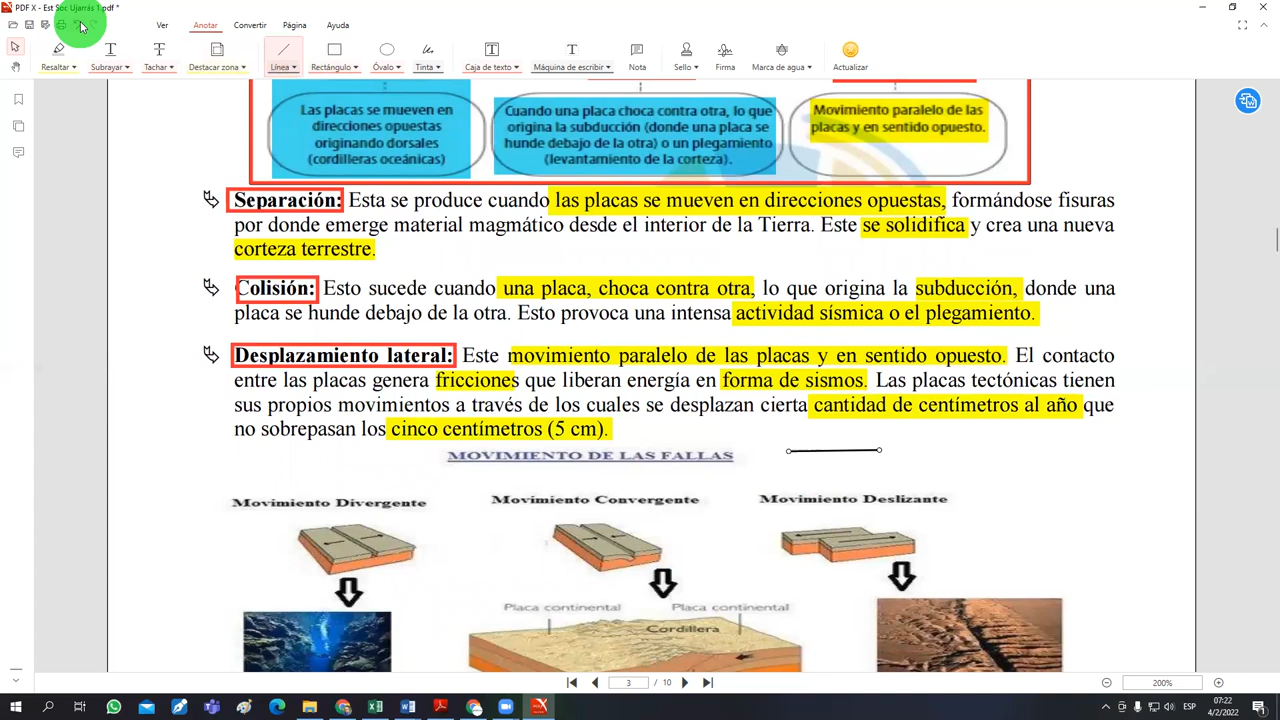 PDF X - Est Soc Ujarrás 1.pdf *
Ver
Anotar
Convertir
Página
Ayuda
Resaltar
Subrayar
Tachar
Destacar zona
Línea
Rectángulo
Óvalo
Tinta
Caja de texto
Máquina de escribir
Nota
Sello
Firma
Marca de agua
Actualizar
Las placas se mueven en
direcciones opuestas
originando dorsales
(cordilleras oceánicas)
Cuando una placa choca contra otra, lo que
origina la subducción (donde una placa se
hunde debajo de la otra) o un plegamiento
(levantamiento de la corteza).
Movimiento paralelo de las
placas y en sentido opuesto.
Separación: Esta se produce cuando las placas se mueven en direcciones opuestas, formándose fisuras
por donde emerge material magmático desde el interior de la Tierra. Este se solidifica y crea una nueva
corteza terrestre.
Colisión: Esto sucede cuando una placa, choca contra otra, lo que origina la subducción, donde una
placa se hunde debajo de la otra. Esto provoca una intensa actividad sísmica o el plegamiento.
Desplazamiento lateral: Este movimiento paralelo de las placas y en sentido opuesto. El contacto
entre las placas genera fricciones que liberan energía en forma de sismos. Las placas tectónicas tienen
sus propios movimientos a través de los cuales se desplazan cierta cantidad de centímetros al año que
no sobrepasan los cinco centímetros (5 cm).
MOVIMIENTO DE LAS FALLAS
Movimiento Divergente
Movimiento Convergente
Movimiento Deslizante
Placa continental
Placa continental
Cordillera
3 / 10
200%
ESP
07:22
4/2/2022